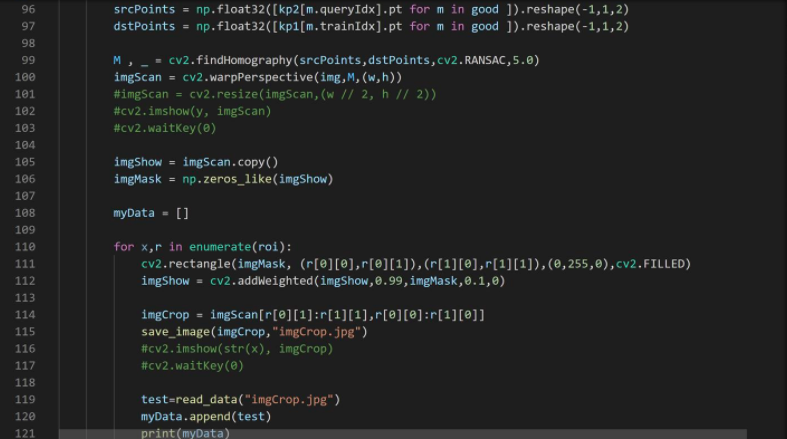 96 srcPoints = np.float32([kp2[m.queryIdx].pt for m in good ]).reshape(-1,1,2)
97 dstPoints = np.float32([kp1[m.trainIdx].pt for m in good ]).reshape(-1,1,2)
98
99 M , _ = cv2.findHomography(srcPoints,dstPoints,cv2.RANSAC,5.0)
100 imgScan = cv2.warpPerspective(img,M,(w,h))
101 #imgScan = cv2.resize(imgScan,(w // 2, h // 2))
102 #cv2.imshow(y, imgScan)
103 #cv2.waitKey(0)
104
105 imgShow = imgScan.copy()
106 imgMask = np.zeros_like(imgShow)
107
108 myData = []
109
110 for x,r in enumerate(roi):
111 cv2.rectangle(imgMask, (r[0][0],r[0][1]),(r[1][0],r[1][1]),(0,255,0),cv2.FILLED)
112 imgShow = cv2.addWeighted(imgShow,0.99,imgMask,0.1,0)
113
114 imgCrop = imgScan[r[0][1]:r[1][1],r[0][0]:r[1][0]]
115 save_image(imgCrop,"imgCrop.jpg")
116 #cv2.imshow(str(x), imgCrop)
117 #cv2.waitKey(0)
118
119 test=read_data("imgCrop.jpg")
120 myData.append(test)
121 print(myData)